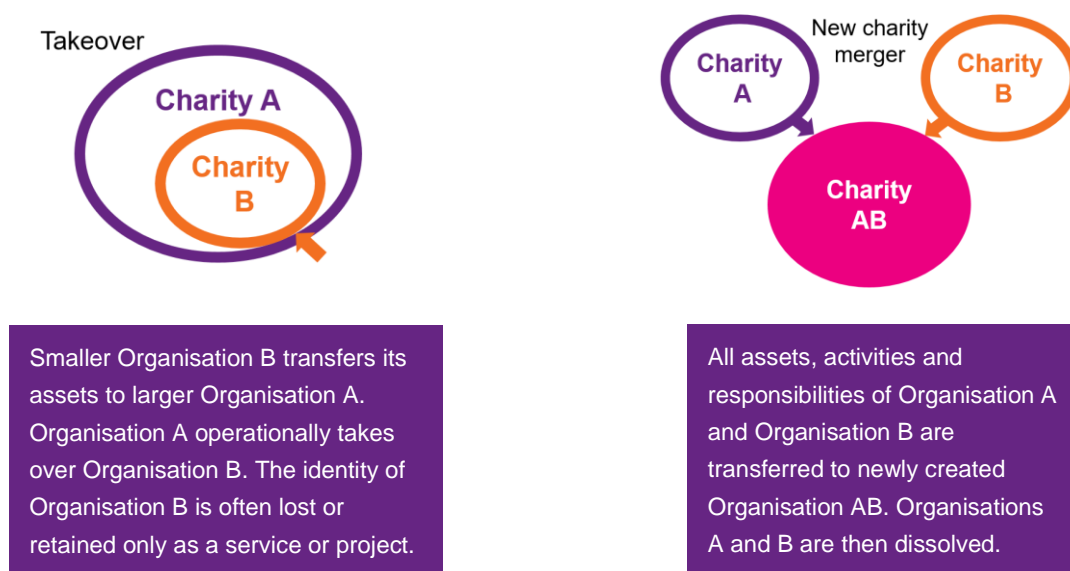 Takeover
Charity A
Charity
B
Smaller Organisation B transfers its
assets to larger Organisation A.
Organisation A operationally takes
over Organisation B. The identity of
Organisation B is often lost or
retained only as a service or project.
New charity
merger
Charity
A
Charity
B
Charity
AB
All assets, activities and
responsibilities of Organisation A
and Organisation B are
transferred to newly created
Organisation AB. Organisations
A and B are then dissolved.